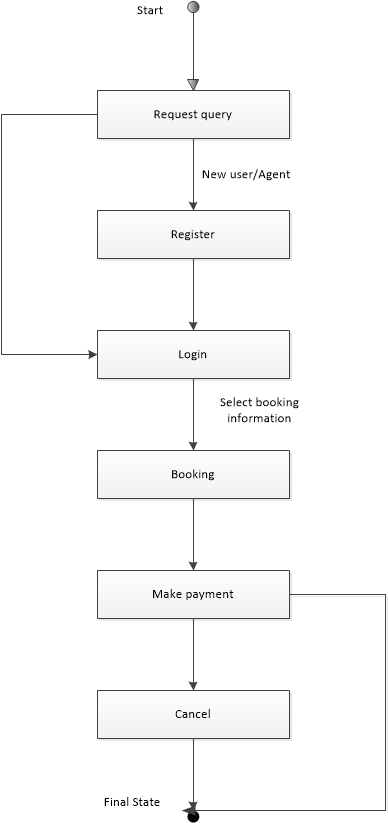 Start
Request query
New user/Agent
Register
Login
Select booking
information
Booking
Make payment
Cancel
Final State